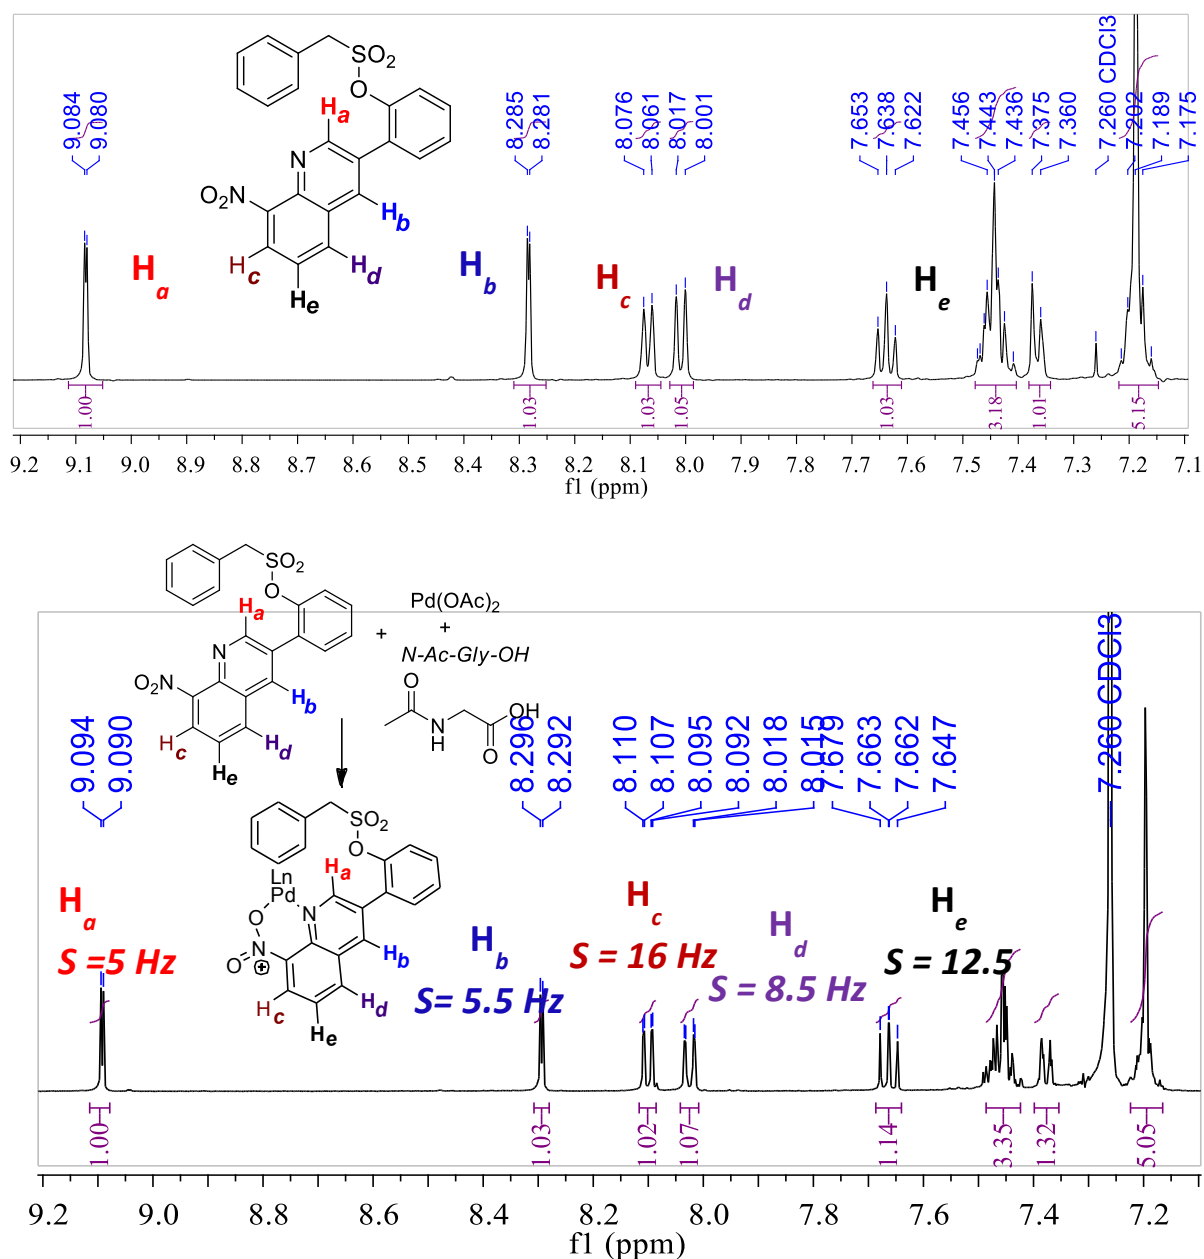 9.084
9.080
8.285
8.281
8.076
8.061
8.017
8.001
7.653
7.638
7.622
7.456
7.443
7.436
7.375
7.360
7.260 CDCl3
7.202
7.189
7.175
SO2
O
Ha
N
O2N
Hb
Hc
Hd
He
Ha
Hb
Hc
Hd
He
1.00
1.03
1.03
1.05
1.03
3.18
1.01
5.15
9.2 9.1 9.0 8.9 8.8 8.7 8.6 8.5 8.4 8.3 8.2 8.1 8.0 7.9 7.8 7.7 7.6 7.5 7.4 7.3 7.2 7.1
f1 (ppm)
SO2
O
Ha
N
O2N
Hb
Hc
Hd
He
+
Pd(OAc)2
+
N-Ac-Gly-OH
O
N
H
OH
O
9.094
9.090
8.296
8.292
8.110
8.107
8.095
8.092
8.018
8.015
7.679
7.663
7.662
7.647
7.260 CDCl3
SO2
O
Ln
Pd
Ha
O
N
N
O
+
Hb
Hc
Hd
He
Ha
S =5 Hz
Hb
S= 5.5 Hz
Hc
S = 16 Hz
Hd
S = 8.5 Hz
He
S = 12.5
1.00
1.03
1.02
1.07
1.14
3.35
1.32
5.05
9.2 9.0 8.8 8.6 8.4 8.2 8.0 7.8 7.6 7.4 7.2
f1 (ppm)